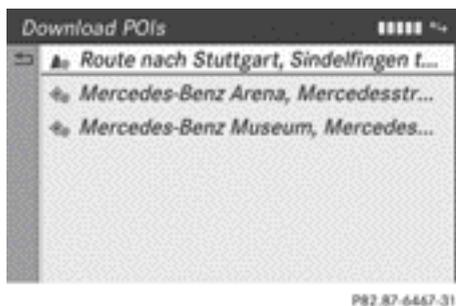 Download POIs
Route nach Stuttgart, Sindelfingen t...
Mercedes-Benz Arena, Mercedesstr...
Mercedes-Benz Museum, Mercedes...
P82.87-6467-31